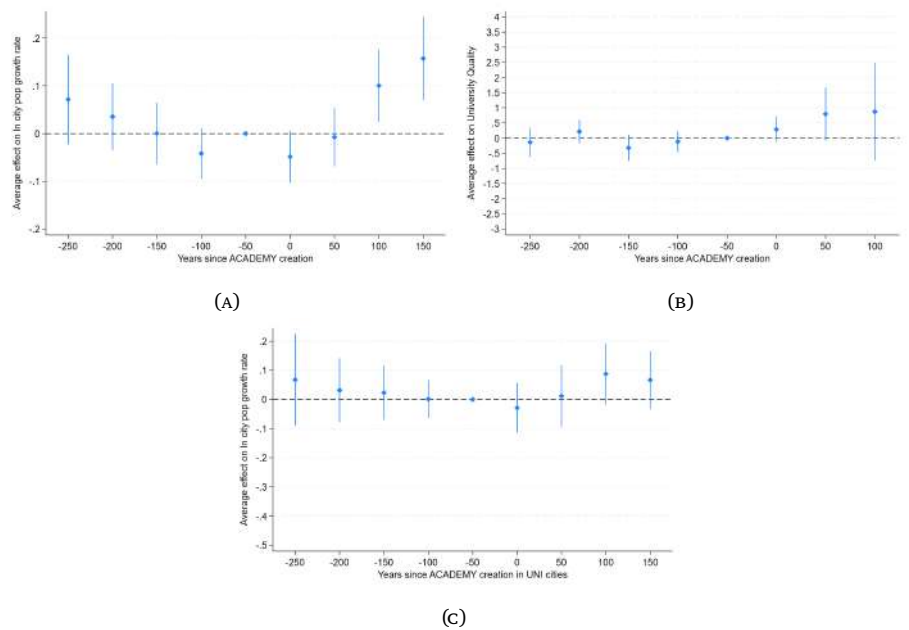 Average effect on ln city pop growth rate
.2
.1
0
-.1
-.2
-250 -200 -150 -100 -50 0 50 100 150
Years since ACADEMY creation
(A)
Average effect on University Quality
4
3.5
3
2.5
2
1.5
1
.5
0
-.5
-1
-1.5
-2
-2.5
-3
-250 -200 -150 -100 -50 0 50 100
Years since ACADEMY creation
(B)
Average effect on ln city pop growth rate
.2
.1
0
-.1
-.2
-.3
-.4
-.5
-250 -200 -150 -100 -50 0 50 100 150
Years since ACADEMY creation in UNI cities
(C)